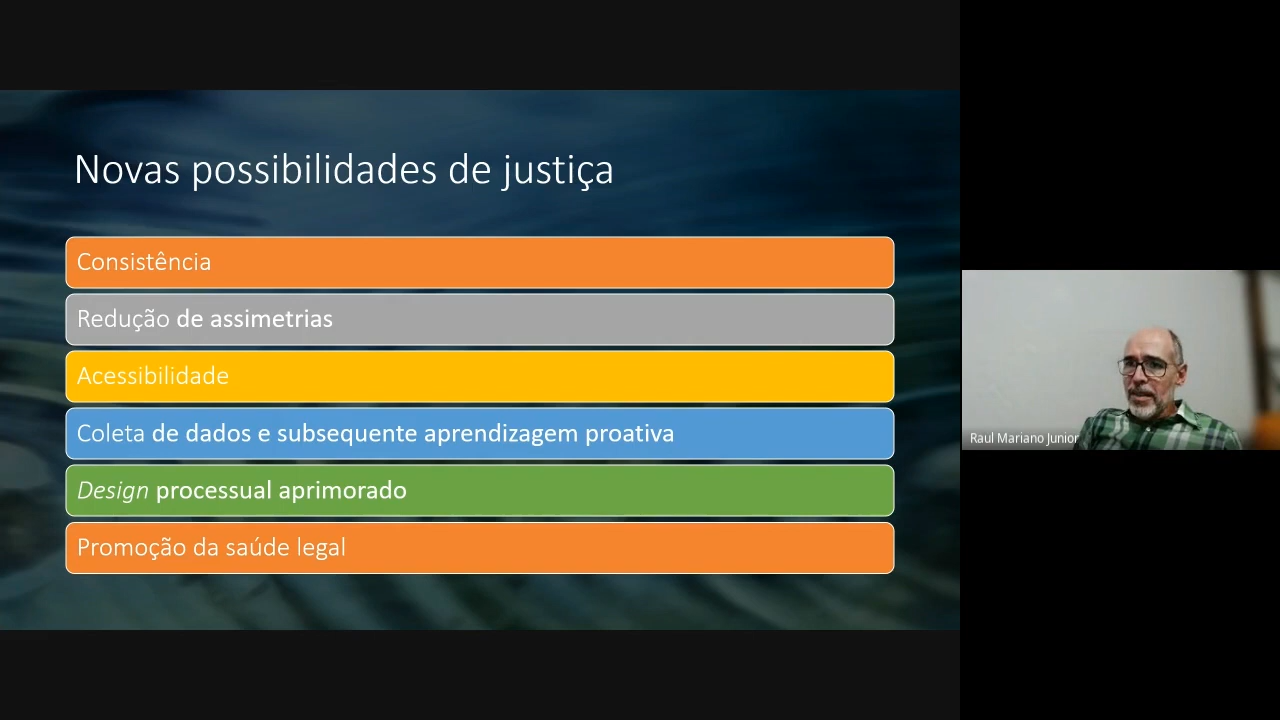 Novas possibilidades de justiça
Consistência
Redução de assimetrias
Acessibilidade
Coleta de dados e subsequente aprendizagem proativa
Design processual aprimorado
Promoção da saúde legal
Raul Mariano Junior